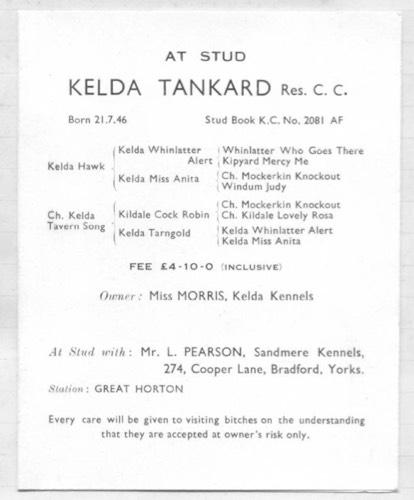 AT STUD
KELDA TANKARD Res. C. C.
Born 21.7.46 Stud Book K.C. No. 2081 AF
Kelda Hawk
Kelda Whinlatter
Alert
Whinlatter Who Goes There
Kipyard Mercy Me
Kelda Miss Anita
Ch. Mockerkin Knockout
Windum Judy
Ch. Kelda
Tavern Song
Kildale Cock Robin
Ch. Mockerkin Knockout
Ch. Kildale Lovely Rosa
Kelda Tarngold
Kelda Whinlatter Alert
Kelda Miss Anita
FEE £4-10-0 (INCLUSIVE)
Owner: Miss MORRIS, Kelda Kennels
At Stud with: Mr. L. PEARSON, Sandmere Kennels,
274, Cooper Lane, Bradford, Yorks.
Station: GREAT HORTON
Every care will be given to visiting bitches on the understanding
that they are accepted at owner's risk only.